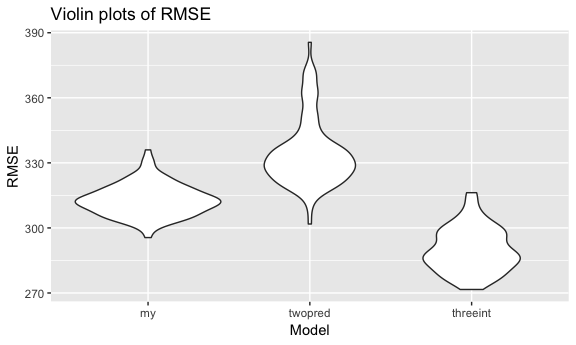 Violin plots of RMSE
390
360
330
300
270
RMSE
my twopred threeint
Model